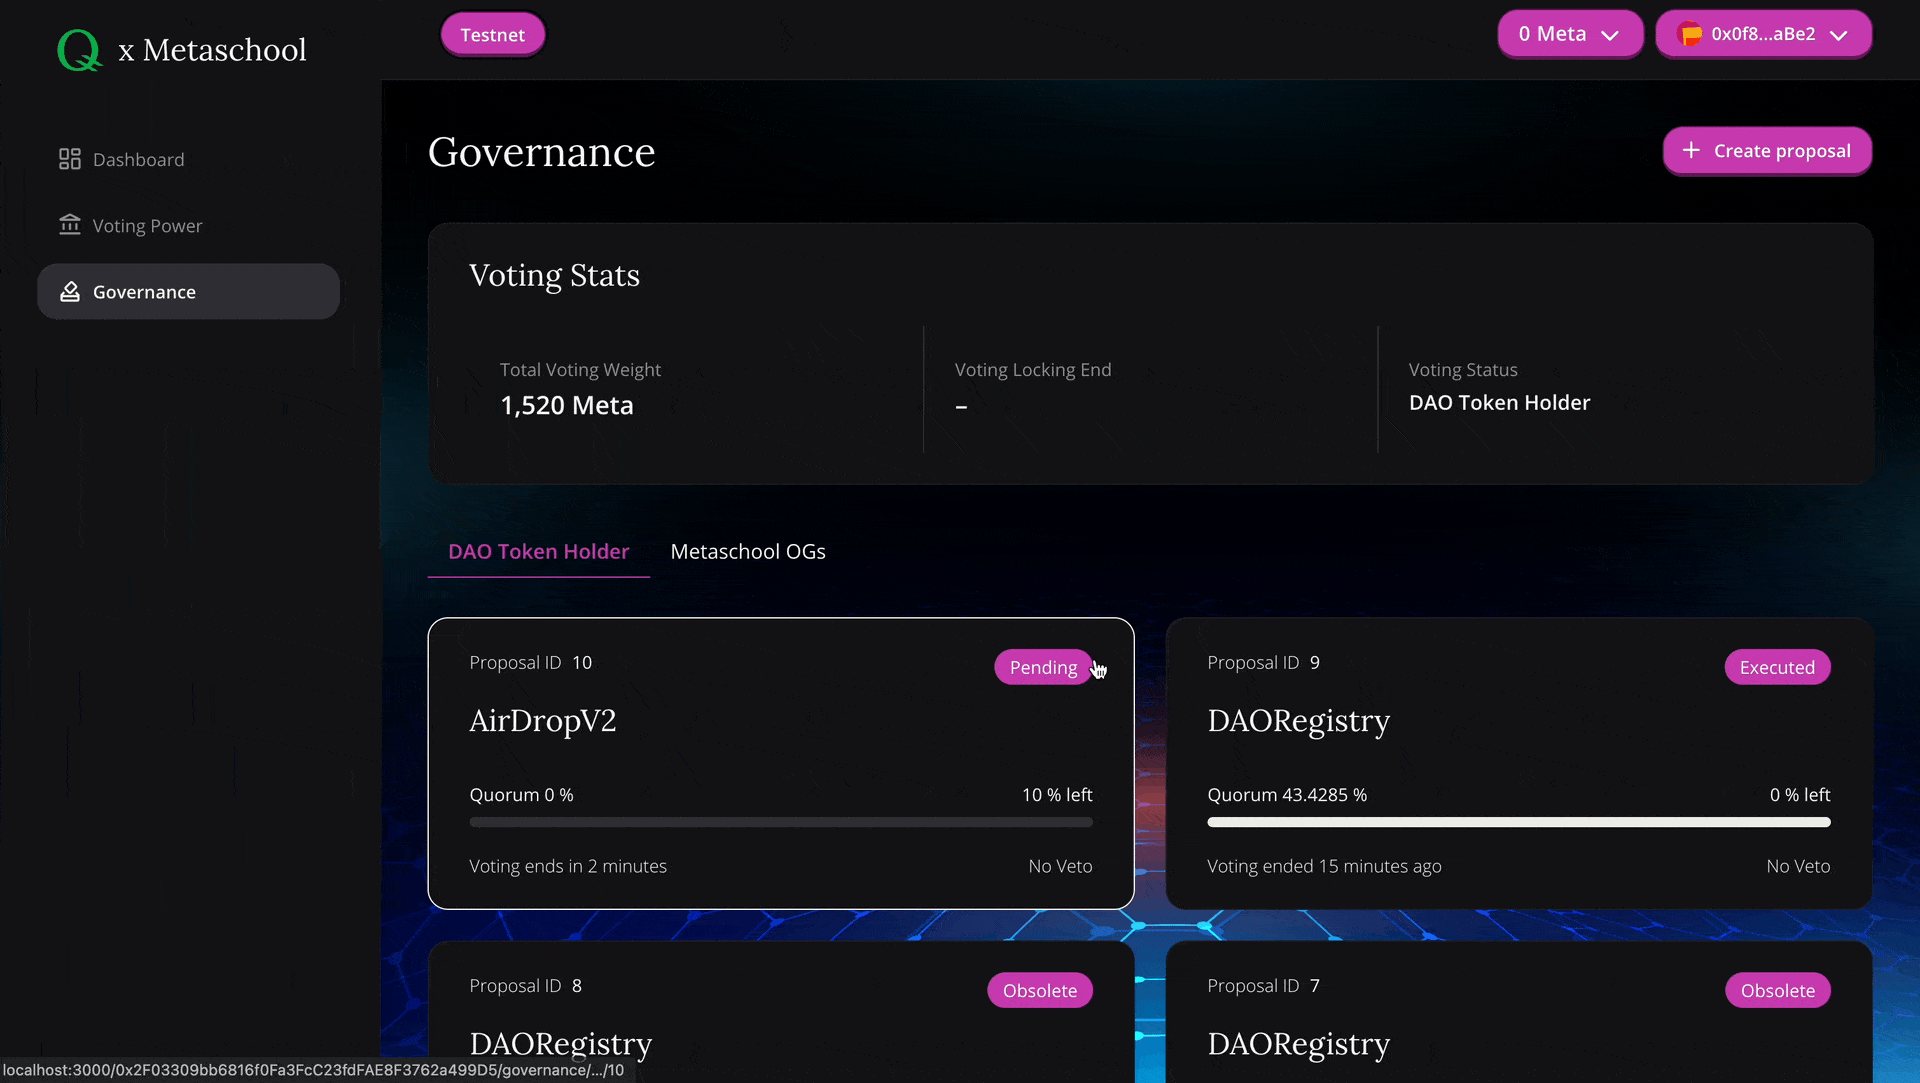 Q x Metaschool
Testnet
0 Meta
0x0f8...aBe2
Dashboard
Voting Power
Governance
Governance
+ Create proposal
Voting Stats
Total Voting Weight
1,520 Meta
Voting Locking End
–
Voting Status
DAO Token Holder
DAO Token Holder
Metaschool OGs
Proposal ID 10
Pending
AirDropV2
Quorum 0 %
10 % left
Voting ends in 2 minutes
No Veto
Proposal ID 9
Executed
DAORegistry
Quorum 43.4285 %
0 % left
Voting ended 15 minutes ago
No Veto
Proposal ID 8
Obsolete
DAORegistry
Proposal ID 7
Obsolete
DAORegistry
localhost:3000/0x2F03309bb6816f0Fa3FcC23fdFAE8F3762a499D5/governance/.../10